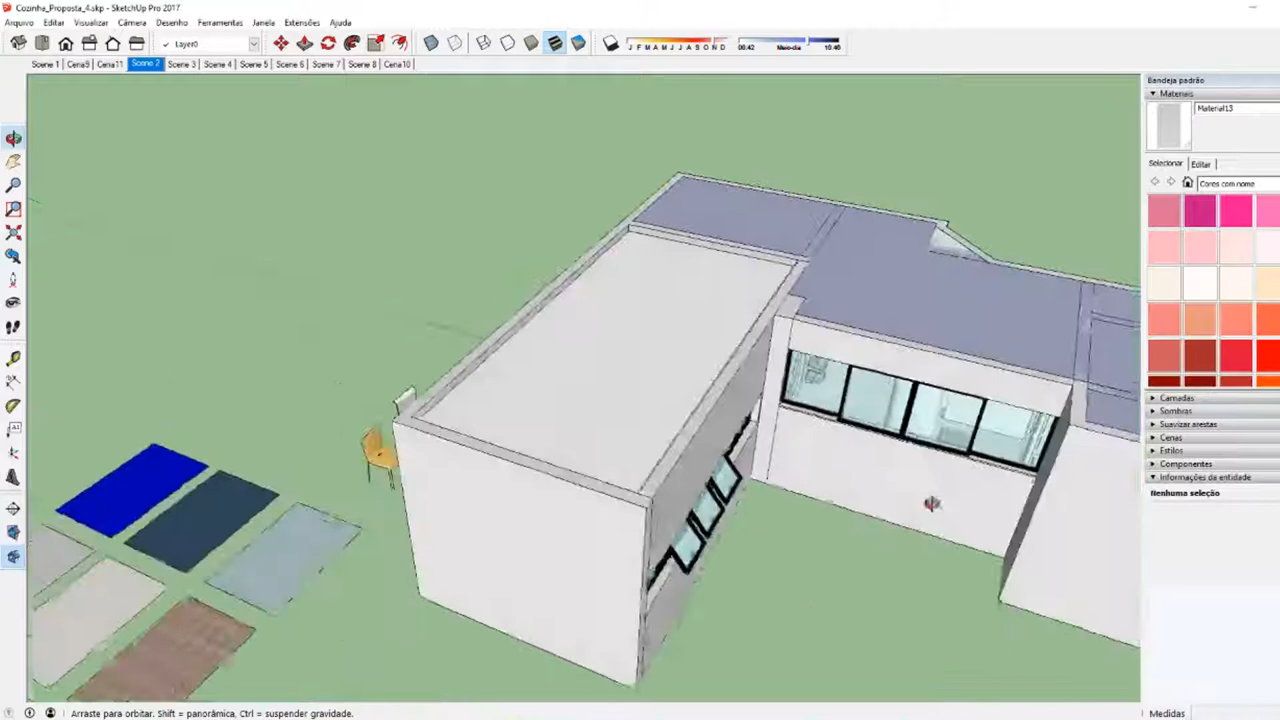 Cozinha_Proposta_4.skp - SketchUp Pro 2017
Arquivo Editar Visualizar Câmera Desenho Ferramentas Janela Extensões Ajuda
Layer0
J F M A M J J A S O N D 00:42 Meio-dia
Scene 1 Cena9 Cena11 Scene 2 Scene 3 Scene 4 Scene 5 Scene 6 Scene 7 Scene 8 Cena10
Bandeja padrão
Materiais
Material13
Selecionar Editar
Cores com nome
Camadas
Sombras
Suavizar arestas
Cenas
Estilos
Componentes
Informações da entidade
Nenhuma seleção
Arraste para orbitar. Shift = panorâmica, Ctrl = suspender gravidade.
Medidas